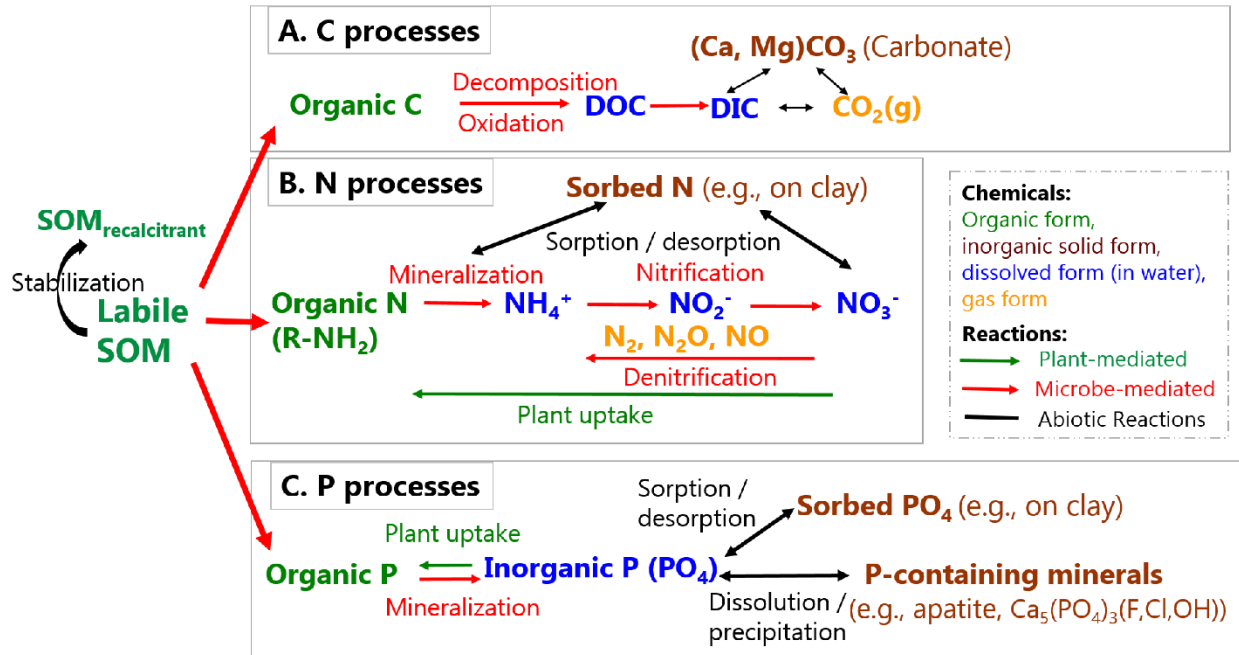 A. C processes
(Ca, Mg)CO₃ (Carbonate)
Decomposition
Organic C
DOC
DIC
CO₂(g)
Oxidation
B. N processes
Sorbed N (e.g., on clay)
Sorption / desorption
Mineralization
Nitrification
Organic N
(R-NH₂)
NH₄⁺
NO₂⁻
NO₃⁻
N₂, N₂O, NO
Denitrification
Plant uptake
SOMrecalcitrant
Stabilization
Labile
SOM
Chemicals:
Organic form,
inorganic solid form,
dissolved form (in water),
gas form
Reactions:
Plant-mediated
Microbe-mediated
Abiotic Reactions
C. P processes
Sorption /
desorption
Sorbed PO₄ (e.g., on clay)
Plant uptake
Organic P
Inorganic P (PO₄)
Mineralization
P-containing minerals
(e.g., apatite, Ca₅(PO₄)₃(F,Cl,OH))
Dissolution /
precipitation